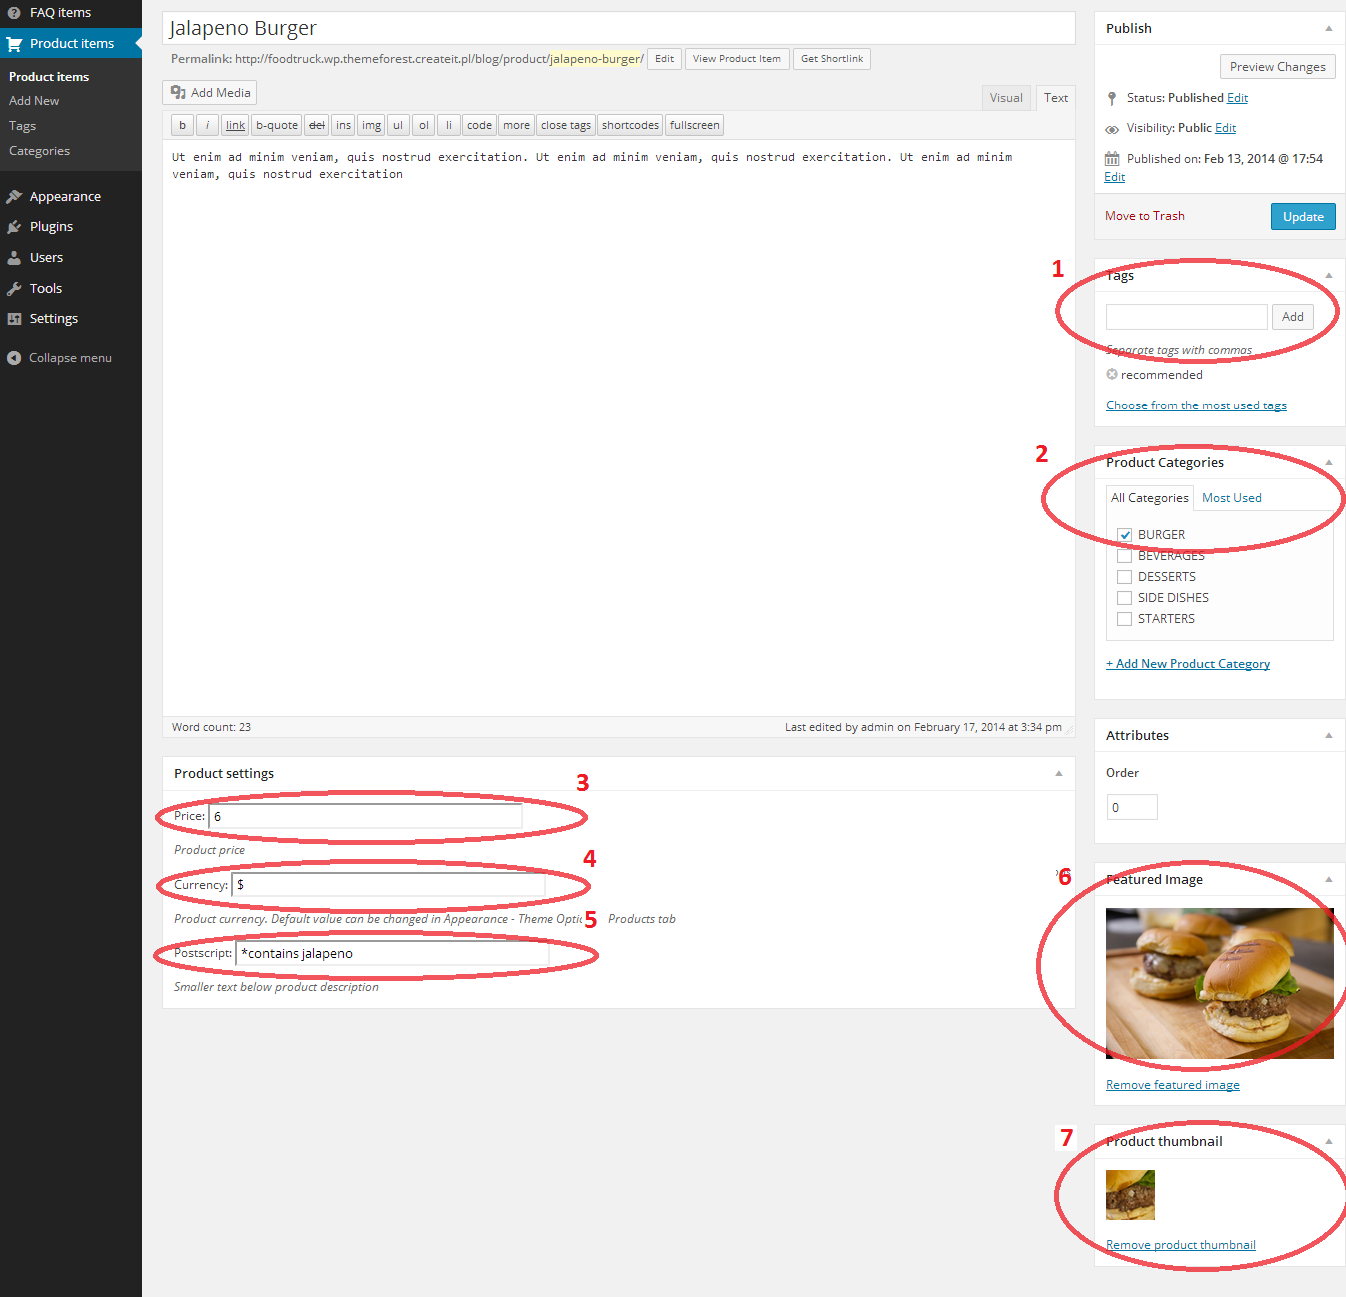 FAQ items
Product items
Product items
Add New
Tags
Categories
Appearance
Plugins
Users
Tools
Settings
Collapse menu
Jalapeno Burger
Permalink: http://foodtruck.wp.themeforest.createit.pl/blog/product/jalapeno-burger/ Edit View Product Item Get Shortlink
Add Media
Visual Text
b i link b-quote del ins img ul ol li code more close tags shortcodes fullscreen
Ut enim ad minim veniam, quis nostrud exercitation. Ut enim ad minim veniam, quis nostrud exercitation. Ut enim ad minim
veniam, quis nostrud exercitation
Word count: 23 Last edited by admin on February 17, 2014 at 3:34 pm
Product settings
3
Price: 6
Product price
4
Currency: $
Product currency. Default value can be changed in Appearance - Theme Optic 5 Products tab
Postscript: *contains jalapeno
Smaller text below product description
Publish
Preview Changes
Status: Published Edit
Visibility: Public Edit
Published on: Feb 13, 2014 @ 17:54
Edit
Move to Trash Update
1
Tags
Add
Separate tags with commas
recommended
Choose from the most used tags
2
Product Categories
All Categories Most Used
BURGER
BEVERAGES
DESSERTS
SIDE DISHES
STARTERS
+ Add New Product Category
Attributes
Order
0
6
Featured Image
Remove featured image
7
Product thumbnail
Remove product thumbnail